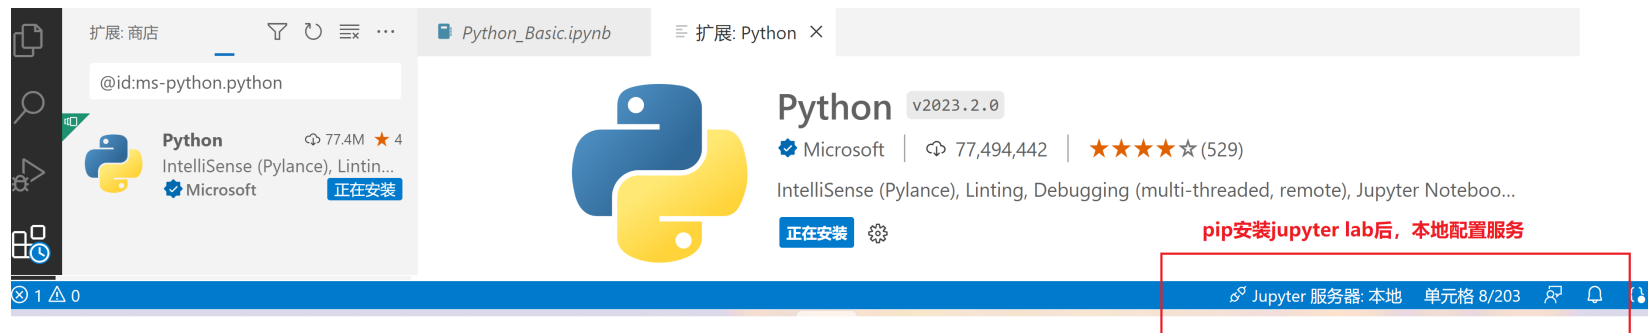 扩展: 商店
@id:ms-python.python
Python 77.4M ★ 4
IntelliSense (Pylance), Lintin...
Microsoft 正在安装
Python_Basic.ipynb 扩展: Python
Python v2023.2.0
Microsoft | 77,494,442 | ★★★★☆(529)
IntelliSense (Pylance), Linting, Debugging (multi-threaded, remote), Jupyter Noteboo...
正在安装
pip安装jupyter lab后，本地配置服务
1 0 Jupyter 服务器: 本地 单元格 8/203